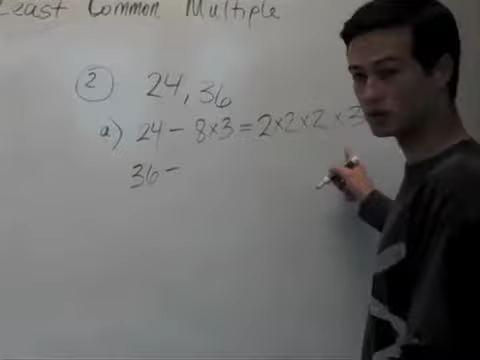 Least Common Multiple
2 24, 36
a) 24 - 8×3 = 2×2×2×3
36 -